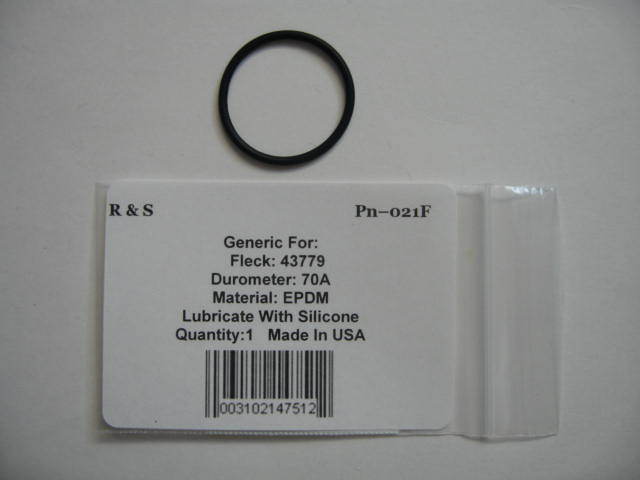 R & S Pn-021F
Generic For:
Fleck: 43779
Durometer: 70A
Material: EPDM
Lubricate With Silicone
Quantity:1 Made In USA
003102147512